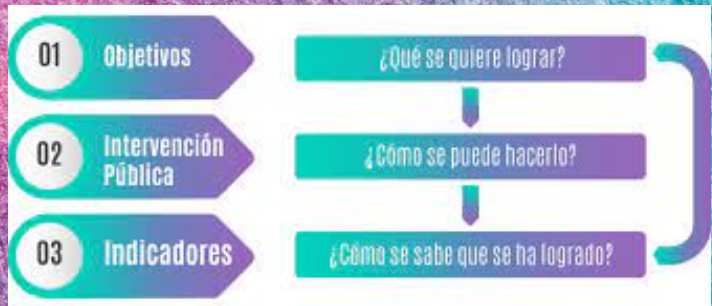 01 Objetivos
¿Qué se quiere lograr?
02 Intervención
Pública
¿Cómo se puede hacerlo?
03 Indicadores
¿Cómo se sabe que se ha logrado?